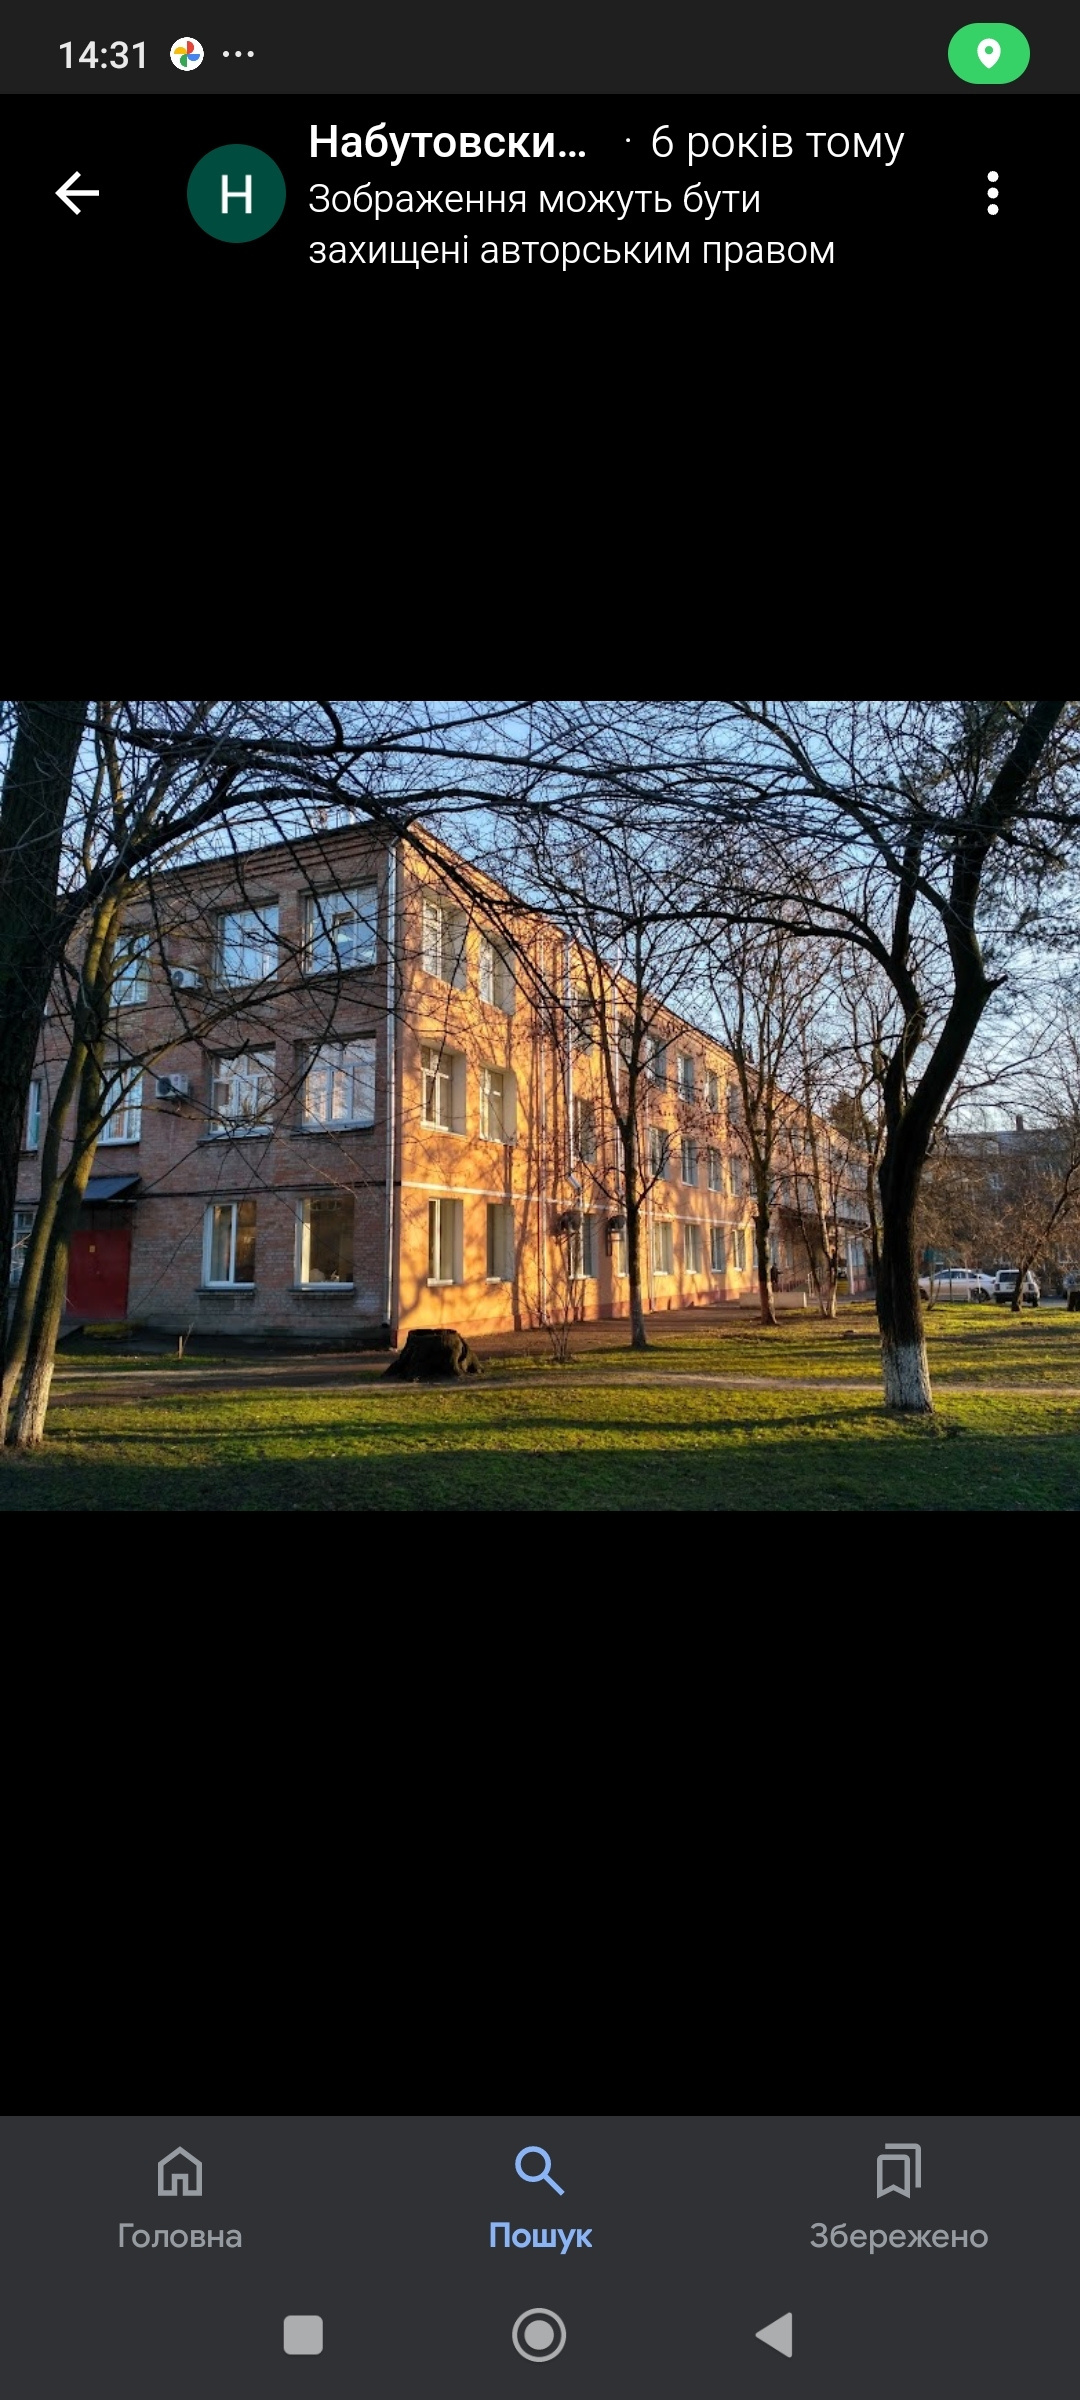 14:31
Набутовски... · 6 років тому
Н
Зображення можуть бути
захищені авторським правом
Головна
Пошук
Збережено